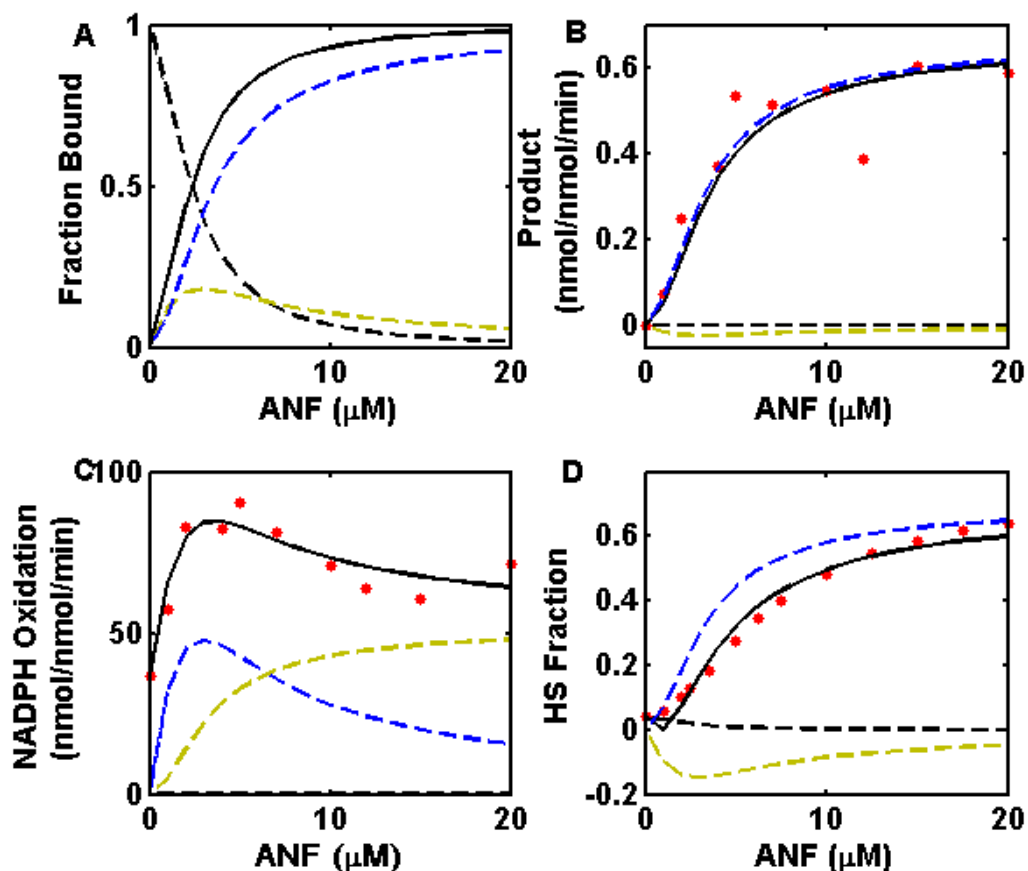 A
1
0.5
0
Fraction Bound
0
10
20
ANF (μM)
B
0.6
0.4
0.2
0
Product
(nmol/nmol/min)
0
10
20
ANF (μM)
C
100
50
0
NADPH Oxidation
(nmol/nmol/min)
0
10
20
ANF (μM)
D
0.6
0.4
0.2
0
-0.2
HS Fraction
0
10
20
ANF (μM)